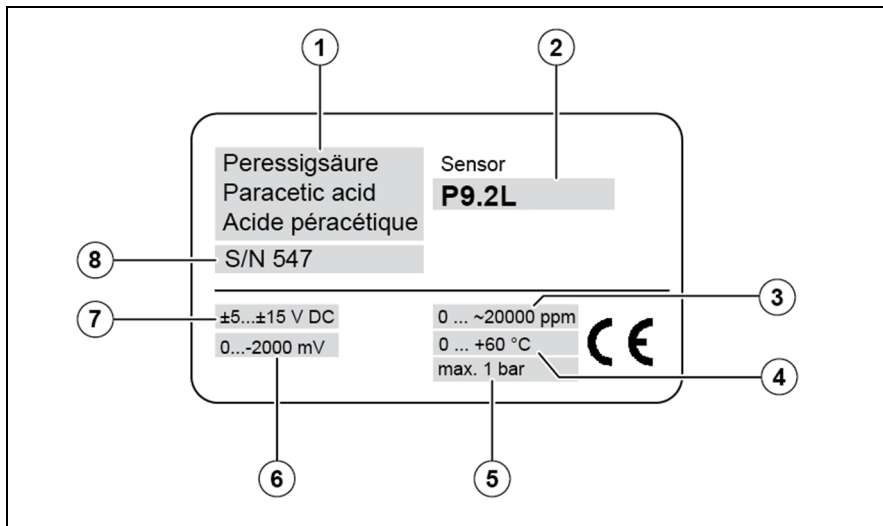 1
2
Peressigsäure
Paracetic acid
Acide péracétique
Sensor
P9.2L
8
S/N 547
3
7
±5...±15 V DC
0 ... ~20000 ppm
0...-2000 mV
0 ... +60 °C
CE
max. 1 bar
4
6
5